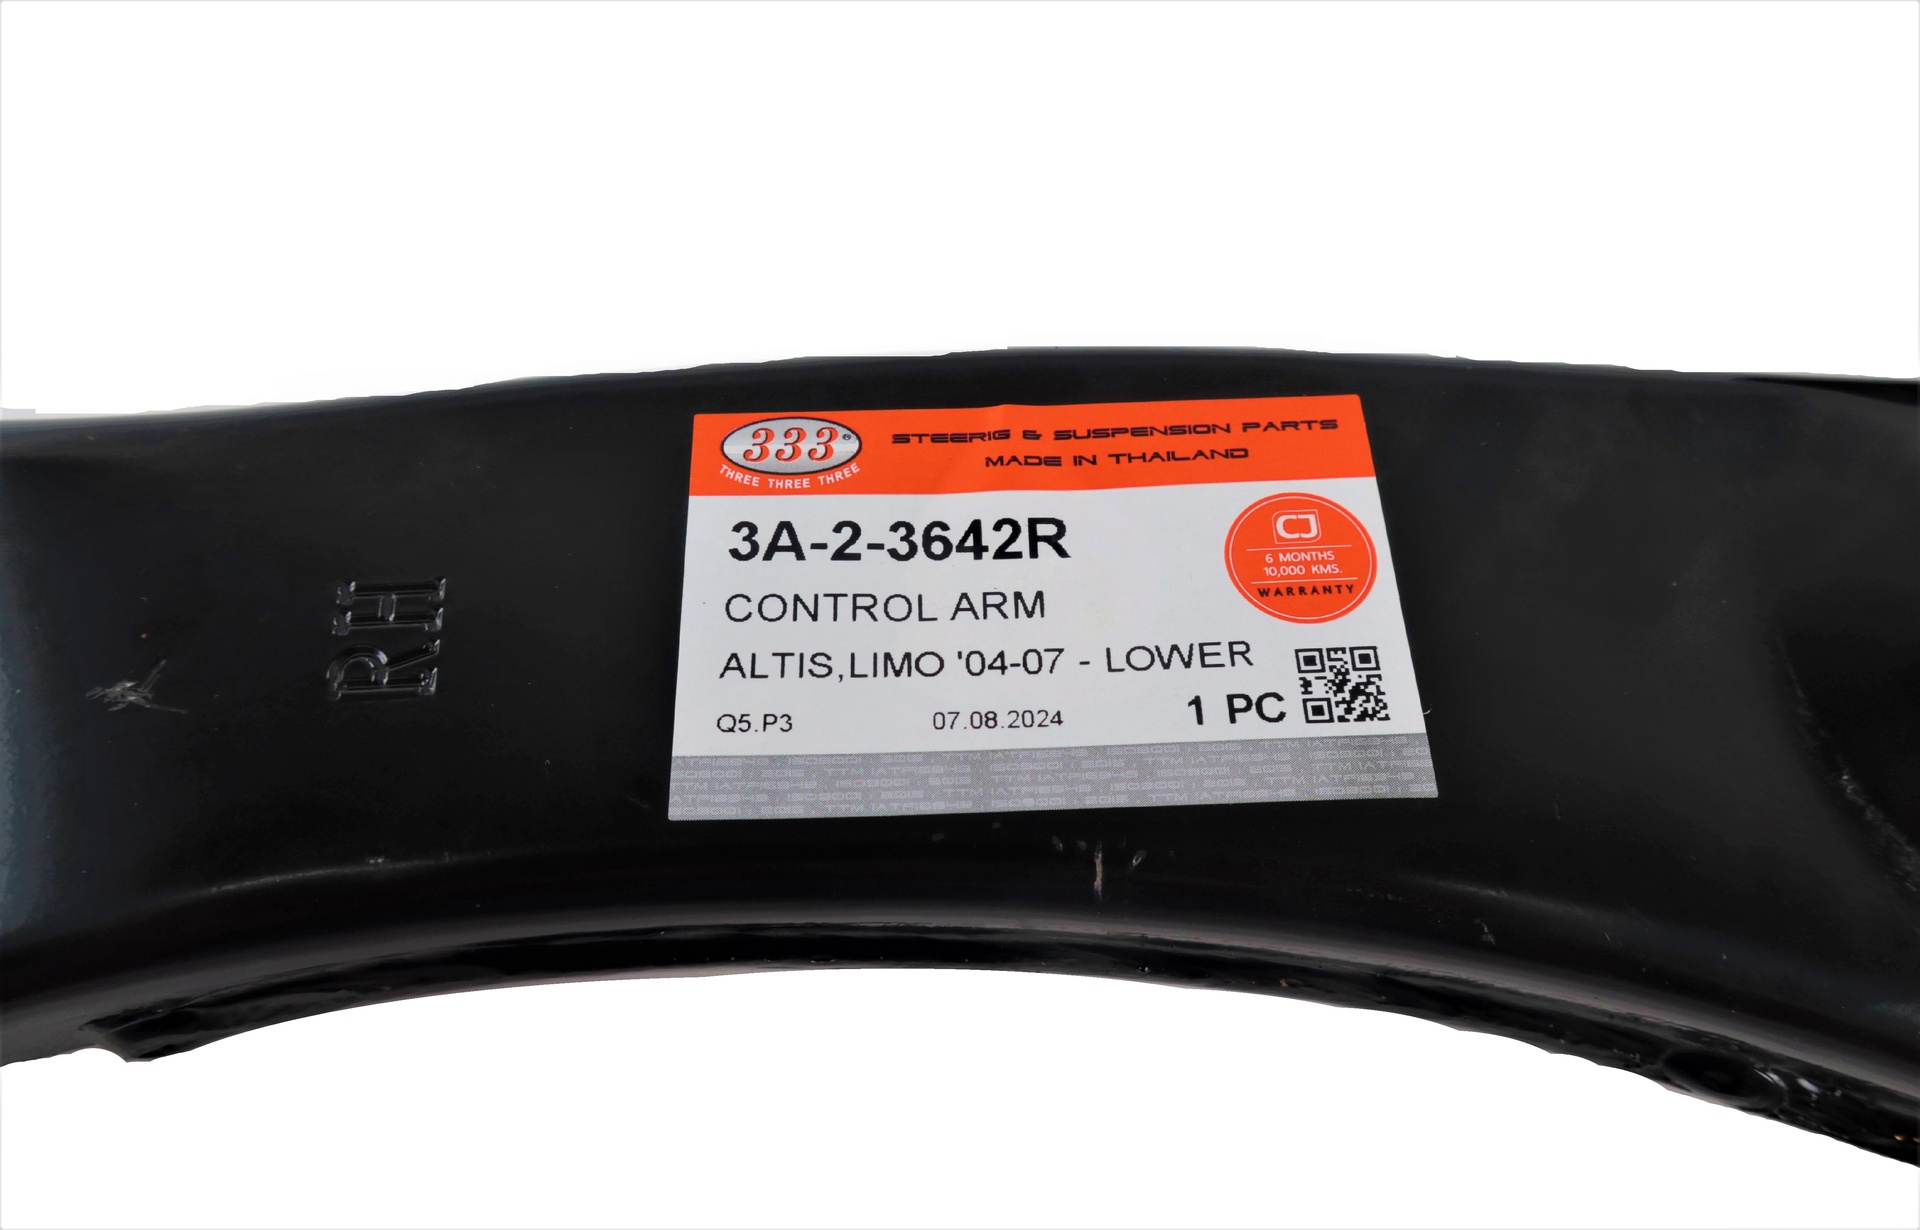 333®
THREE THREE THREE
STEERIG & SUSPENSION PARTS
MADE IN THAILAND
3A-2-3642R
CJ
6 MONTHS
10,000 KMS.
WARRANTY
CONTROL ARM
ALTIS,LIMO '04-07 - LOWER
1 PC
Q5.P3
07.08.2024
RH